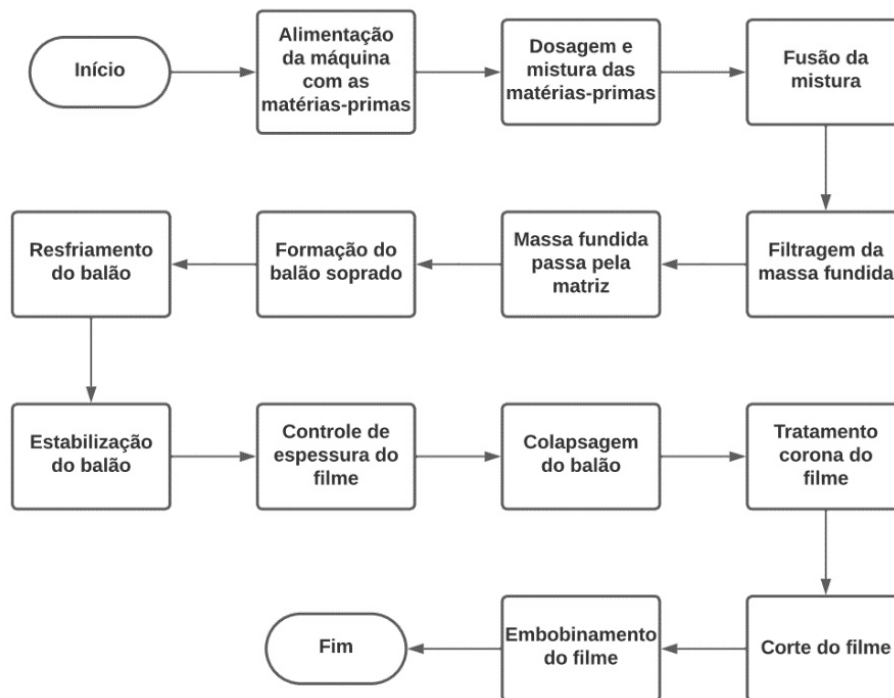 Início
Alimentação
da máquina
com as
matérias-primas
Dosagem e
mistura das
matérias-primas
Fusão da
mistura
Filtragem da
massa fundida
Massa fundida
passa pela
matriz
Formação do
balão soprado
Resfriamento
do balão
Estabilização
do balão
Controle de
espessura do
filme
Colapsagem
do balão
Tratamento
corona do
filme
Corte do filme
Embobinamento
do filme
Fim